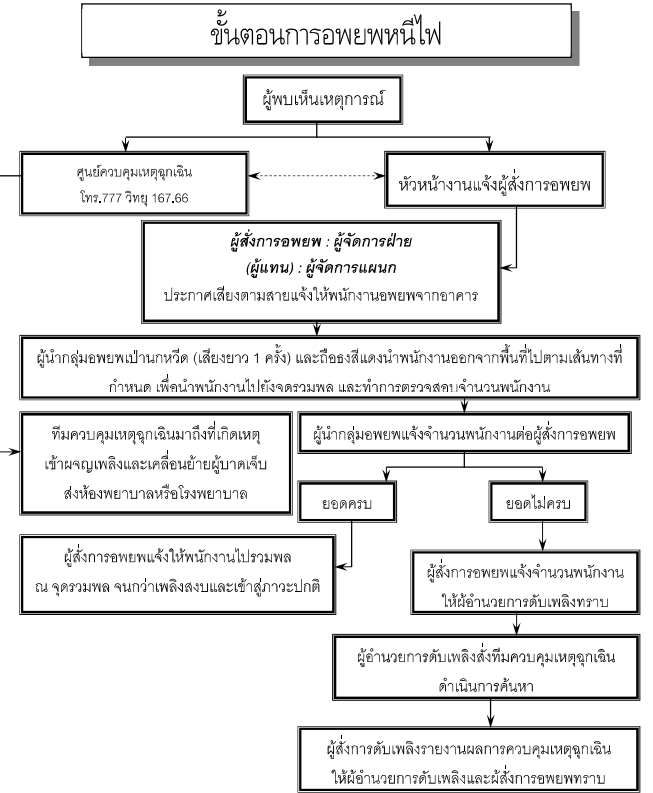 ขั้นตอนการอพยพหนีไฟ
ผู้พบเห็นเหตุการณ์
ศูนย์ควบคุมเหตุฉุกเฉิน
โทร.777 วิทยุ 167.66
หัวหน้างานแจ้งผู้สั่งการอพยพ
ผู้สั่งการอพยพ : ผู้จัดการฝ่าย
(ผู้แทน) : ผู้จัดการแผนก
ประกาศเสียงตามสายแจ้งให้พนักงานอพยพจากอาคาร
ผู้นำกลุ่มอพยพเป่านกหวีด (เสียงยาว 1 ครั้ง) และถือธงสีแดงนำพนักงานออกจากพื้นที่ไปตามเส้นทางที่
กำหนด เพื่อนำพนักงานไปยังจุดรวมพล และทำการตรวจสอบจำนวนพนักงาน
ทีมควบคุมเหตุฉุกเฉินมาถึงที่เกิดเหตุ
เข้าผจญเพลิงและเคลื่อนย้ายผู้บาดเจ็บ
ส่งห้องพยาบาลหรือโรงพยาบาล
ผู้นำกลุ่มอพยพแจ้งจำนวนพนักงานต่อผู้สั่งการอพยพ
ยอดครบ
ยอดไม่ครบ
ผู้สั่งการอพยพแจ้งให้พนักงานไปรวมพล
ณ จุดรวมพล จนกว่าเพลิงสงบและเข้าสู่ภาวะปกติ
ผู้สั่งการอพยพแจ้งจำนวนพนักงาน
ให้ผู้อำนวยการดับเพลิงทราบ
ผู้อำนวยการดับเพลิงสั่งทีมควบคุมเหตุฉุกเฉิน
ดำเนินการค้นหา
ผู้สั่งการดับเพลิงรายงานผลการควบคุมเหตุฉุกเฉิน
ให้ผู้อำนวยการดับเพลิงและผู้สั่งการอพยพทราบ